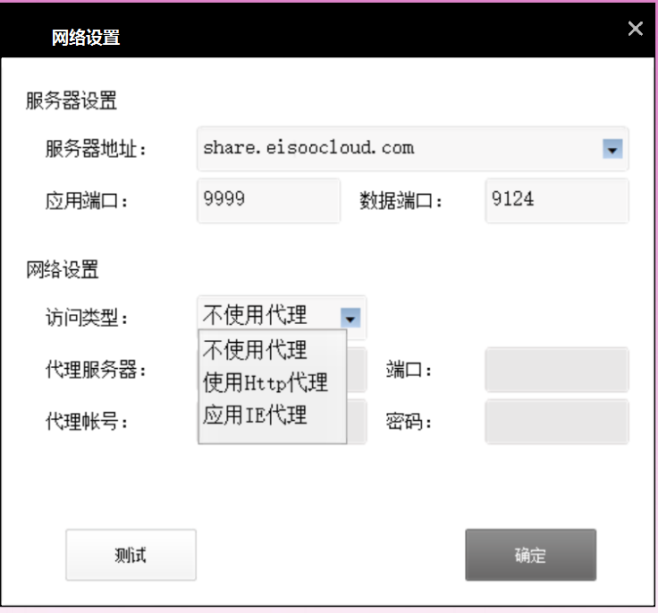 网络设置
服务器设置
服务器地址: share.eisoocloud.com
应用端口: 9999 数据端口: 9124
网络设置
访问类型: 不使用代理
不使用代理
代理服务器: 端口:
使用Http代理
应用IE代理
代理帐号: 密码:
测试 确定